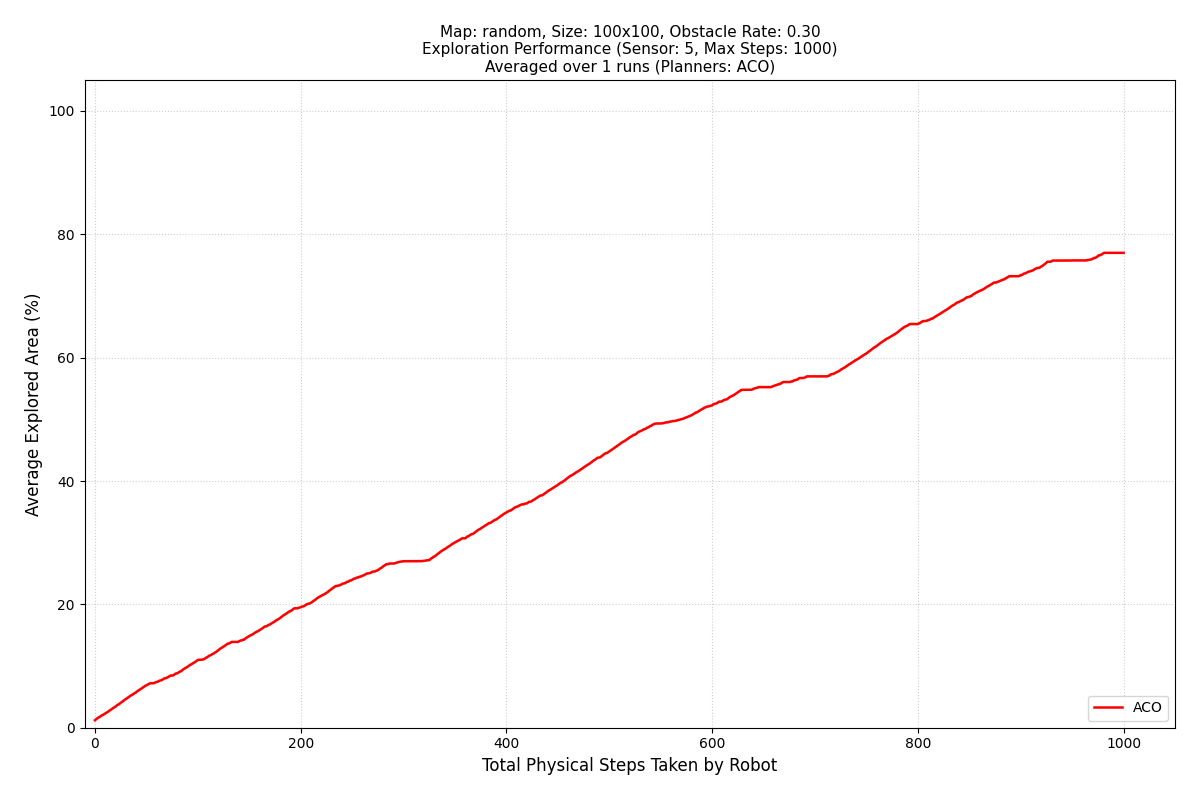 Map: random, Size: 100x100, Obstacle Rate: 0.30
Exploration Performance (Sensor: 5, Max Steps: 1000)
Averaged over 1 runs (Planners: ACO)
Average Explored Area (%)
100
80
60
40
20
0
ACO
0 200 400 600 800 1000
Total Physical Steps Taken by Robot